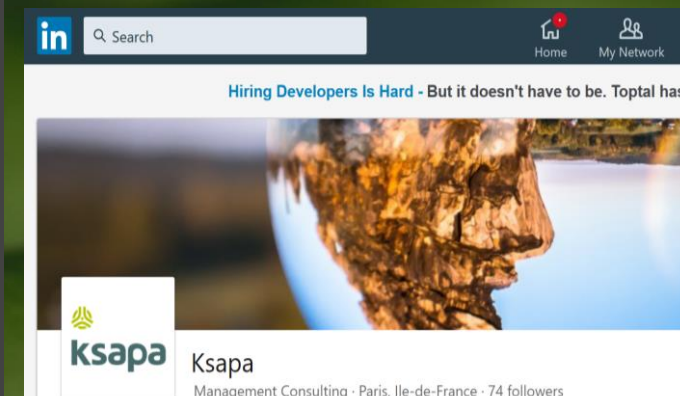 in
Search
Home
My Network
Hiring Developers Is Hard - But it doesn't have to be. Toptal has
ksapa
Ksapa
Management Consulting · Paris, Ile-de-France · 74 followers